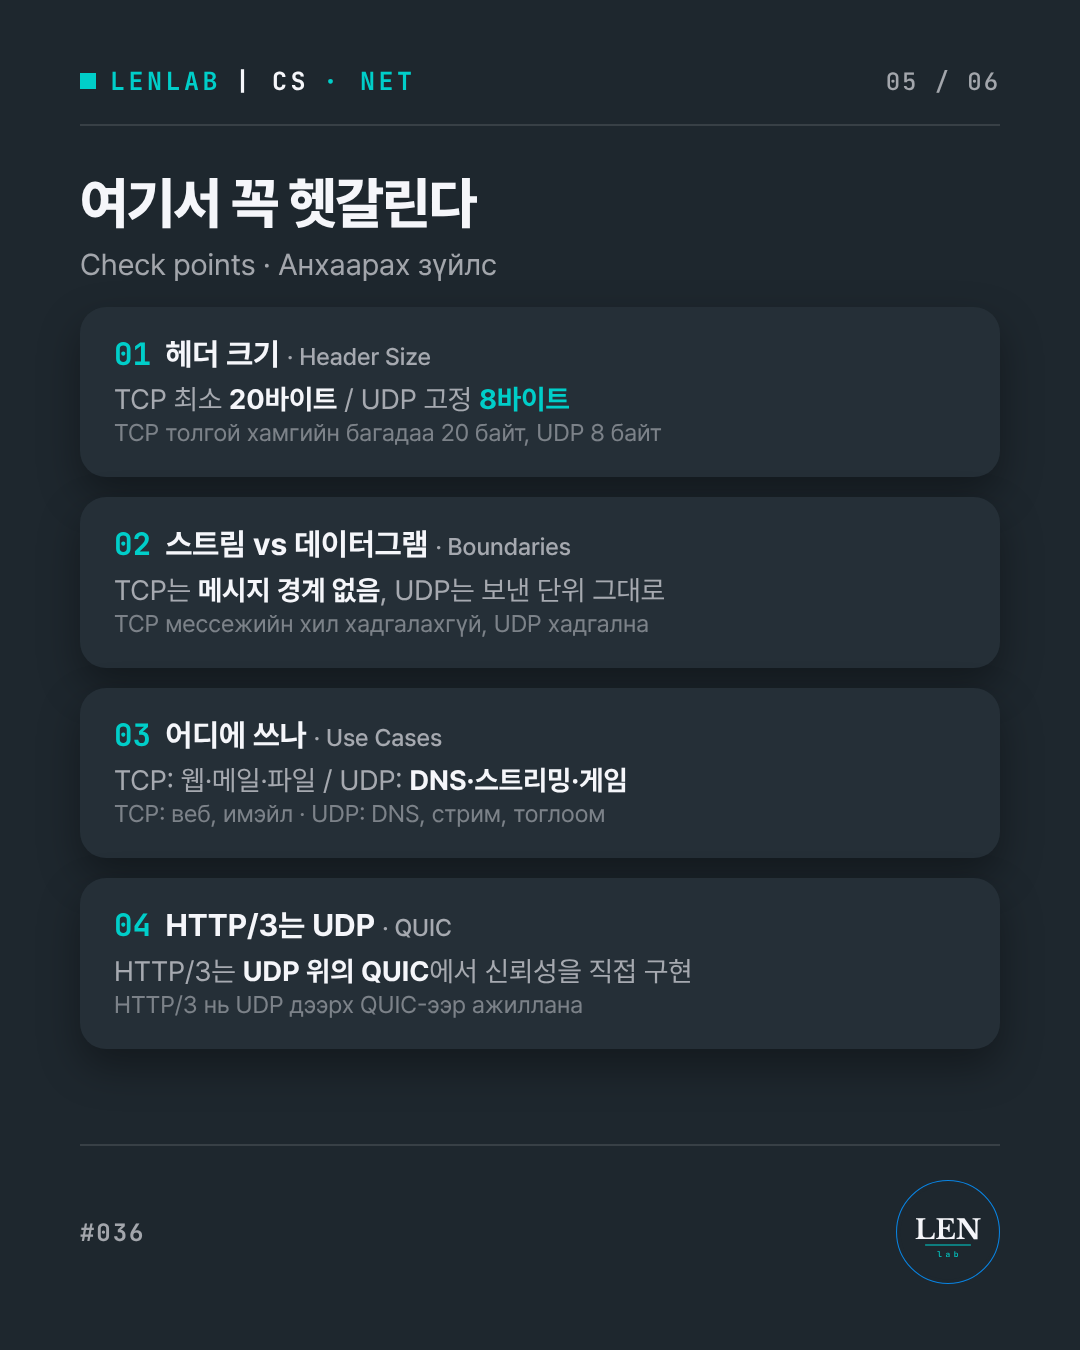 LENLAB | CS · NET
05 / 06
여기서 꼭 헷갈린다
Check points · Анхаарах зүйлс
01 헤더 크기 · Header Size
TCP 최소 20바이트 / UDP 고정 8바이트
TCP толгой хамгийн багадаа 20 байт, UDP 8 байт
02 스트림 vs 데이터그램 · Boundaries
TCP는 메시지 경계 없음, UDP는 보낸 단위 그대로
TCP мессежийн хил хадгалахгүй, UDP хадгална
03 어디에 쓰나 · Use Cases
TCP: 웹·메일·파일 / UDP: DNS·스트리밍·게임
TCP: веб, имэйл · UDP: DNS, стрим, тоглоом
04 HTTP/3는 UDP · QUIC
HTTP/3는 UDP 위의 QUIC에서 신뢰성을 직접 구현
HTTP/3 нь UDP дээрх QUIC-ээр ажиллана
#036
LEN
lab